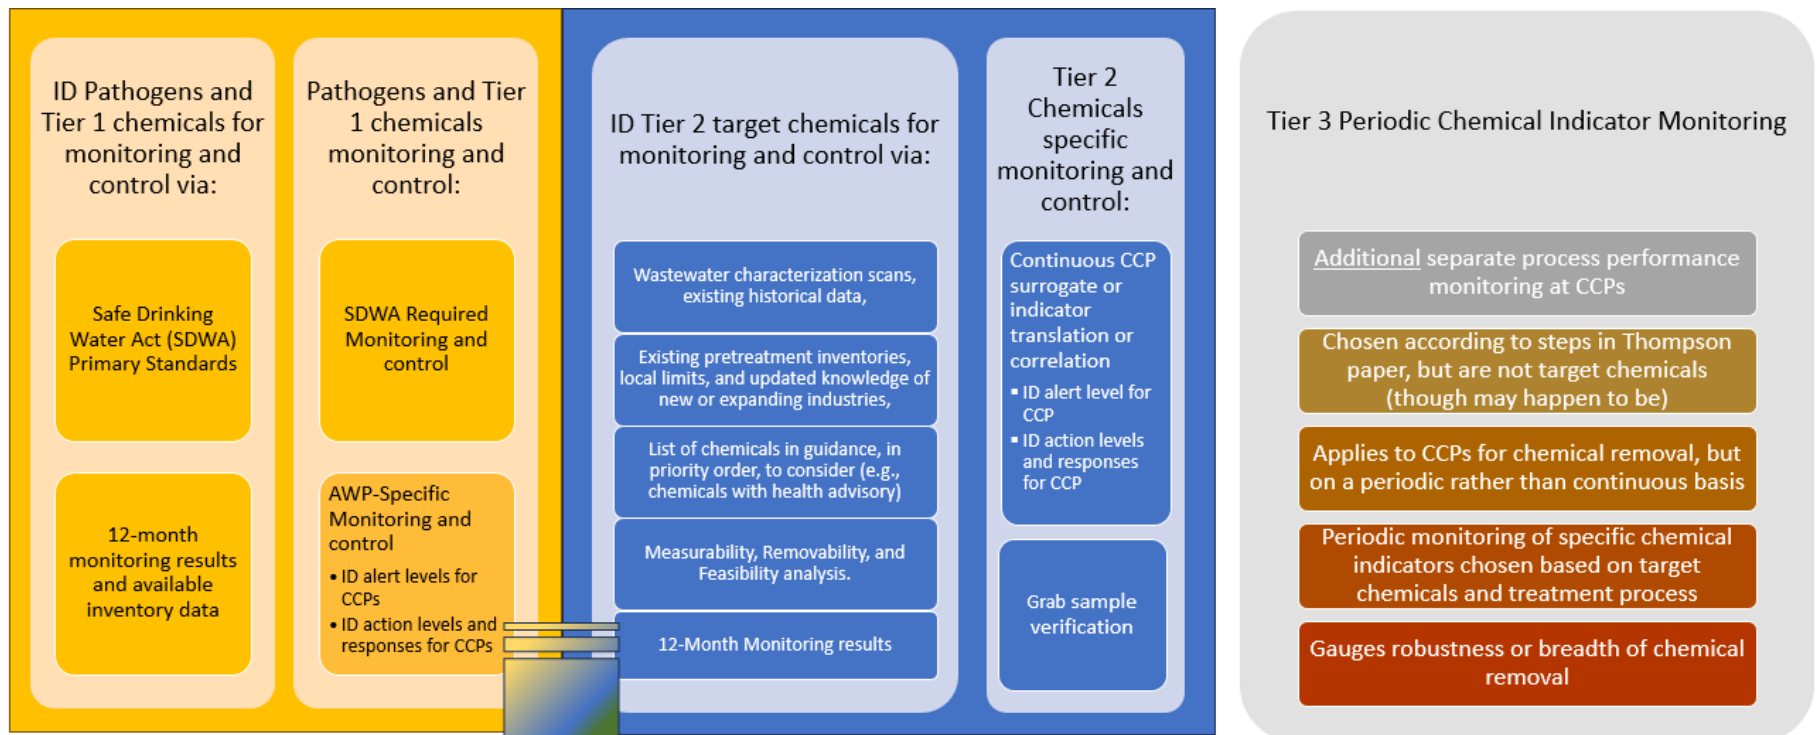 ID Pathogens and
Tier 1 chemicals for
monitoring and
control via:
Safe Drinking
Water Act (SDWA)
Primary Standards
12-month
monitoring results
and available
inventory data
Pathogens and Tier
1 chemicals
monitoring and
control:
SDWA Required
Monitoring and
control
AWP-Specific
Monitoring and
control
• ID alert levels for
CCPs
• ID action levels and
responses for CCPs
ID Tier 2 target chemicals for
monitoring and control via:
Wastewater characterization scans,
existing historical data,
Existing pretreatment inventories,
local limits, and updated knowledge of
new or expanding industries,
List of chemicals in guidance, in
priority order, to consider (e.g.,
chemicals with health advisory)
Measurability, Removability, and
Feasibility analysis.
12-Month Monitoring results
Tier 2
Chemicals
specific
monitoring and
control:
Continuous CCP
surrogate or
indicator
translation or
correlation
▪ ID alert level for
CCP
▪ ID action levels
and responses
for CCP
Grab sample
verification
Tier 3 Periodic Chemical Indicator Monitoring
Additional separate process performance
monitoring at CCPs
Chosen according to steps in Thompson
paper, but are not target chemicals
(though may happen to be)
Applies to CCPs for chemical removal, but
on a periodic rather than continuous basis
Periodic monitoring of specific chemical
indicators chosen based on target
chemicals and treatment process
Gauges robustness or breadth of chemical
removal